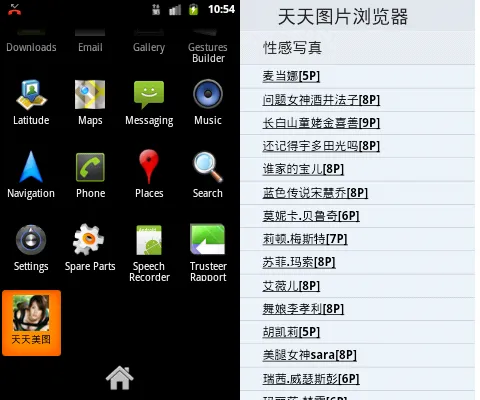 10:54
Downloads Email Gallery Gestures Builder
Latitude Maps Messaging Music
Navigation Phone Places Search
Settings Spare Parts Speech Recorder Trusteer Rapport
天天美图
天天图片浏览器
性感写真
麦当娜[5P]
问题女神酒井法子[8P]
长白山童姥金喜善[9P]
还记得宇多田光吗[8P]
谁家的宝儿[8P]
蓝色传说宋慧乔[8P]
莫妮卡.贝鲁奇[6P]
莉顿.梅斯特[7P]
苏菲.玛索[8P]
艾薇儿[8P]
舞娘李孝利[8P]
胡凯莉[5P]
美腿女神sara[8P]
瑞茜.威瑟斯彭[6P]